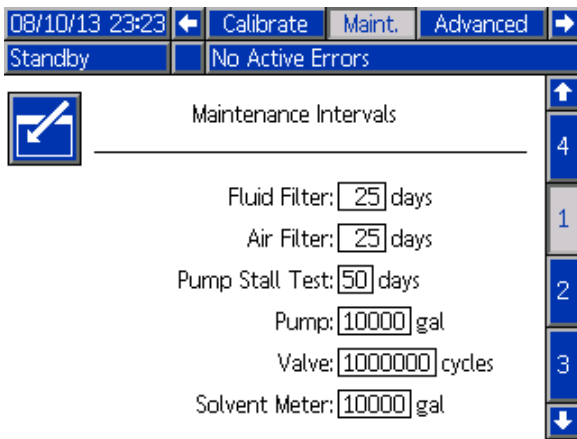 08/10/13 23:23 Calibrate Maint. Advanced
Standby No Active Errors
Maintenance Intervals
4
Fluid Filter: 25 days
1
Air Filter: 25 days
Pump Stall Test: 50 days
2
Pump: 10000 gal
Valve: 1000000 cycles
3
Solvent Meter: 10000 gal